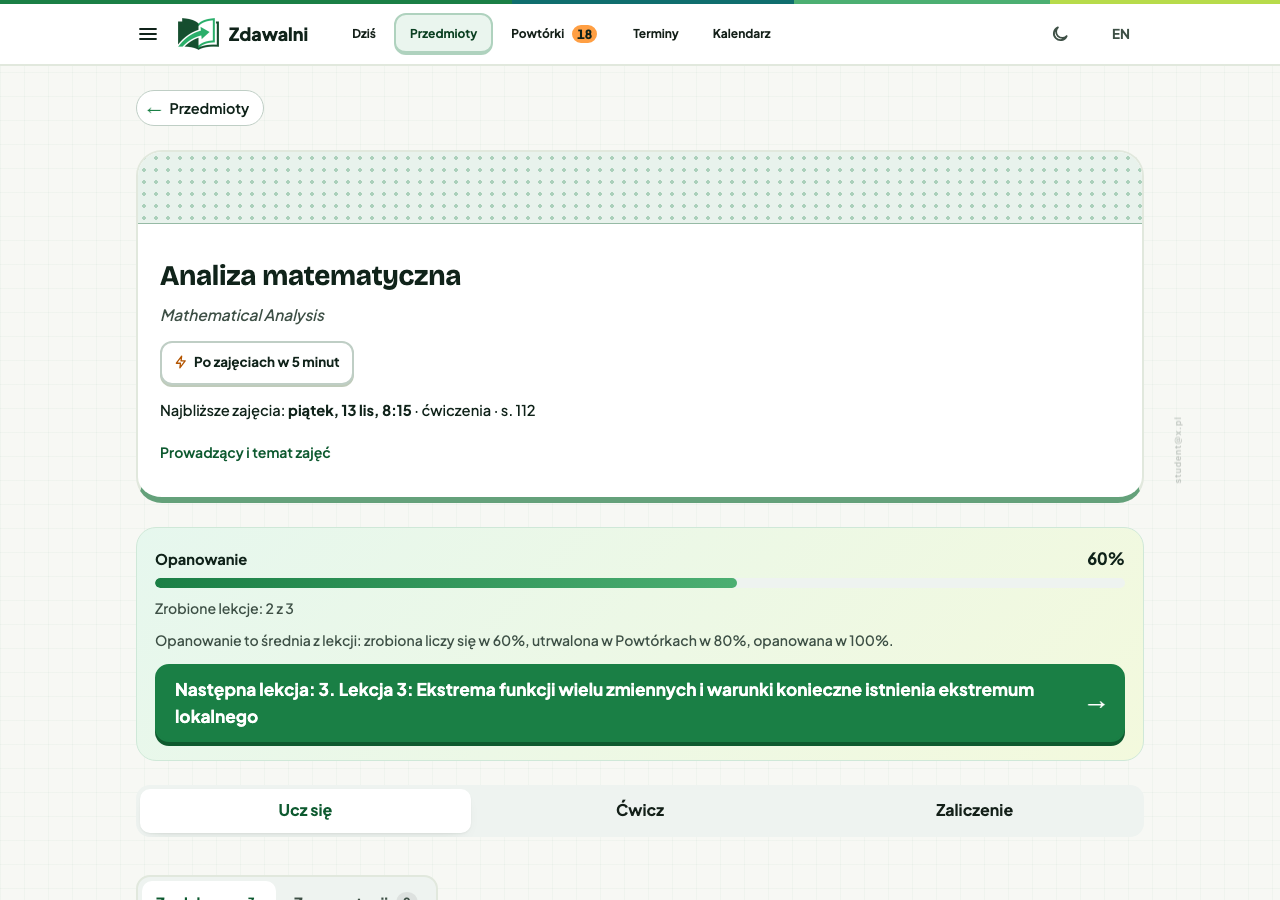 Zdawalni
Dziś
Przedmioty
Powtórki 18
Terminy
Kalendarz
EN
← Przedmioty
Analiza matematyczna
Mathematical Analysis
Po zajęciach w 5 minut
Najbliższe zajęcia: piątek, 13 lis, 8:15 · ćwiczenia · s. 112
Prowadzący i temat zajęć
student@x.pl
Opanowanie
60%
Zrobione lekcje: 2 z 3
Opanowanie to średnia z lekcji: zrobiona liczy się w 60%, utrwalona w Powtórkach w 80%, opanowana w 100%.
Następna lekcja: 3. Lekcja 3: Ekstrema funkcji wielu zmiennych i warunki konieczne istnienia ekstremum
lokalnego →
Ucz się
Ćwicz
Zaliczenie